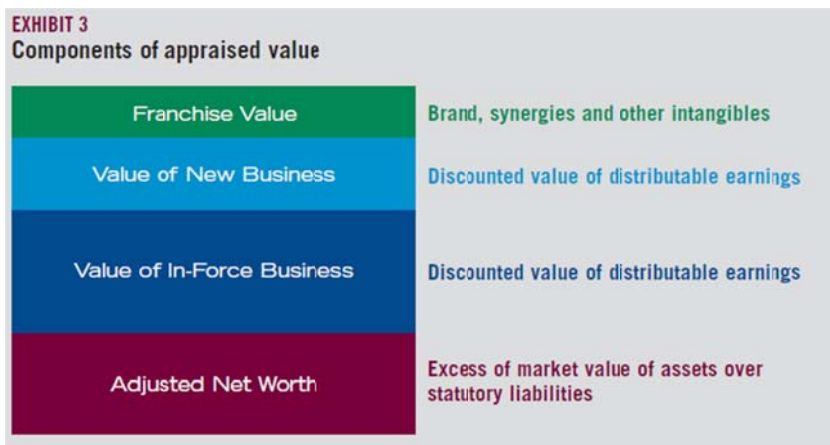 EXHIBIT 3
Components of appraised value
Franchise Value
Brand, synergies and other intangibles
Value of New Business
Discounted value of distributable earnings
Value of In-Force Business
Discounted value of distributable earnings
Adjusted Net Worth
Excess of market value of assets over
statutory liabilities